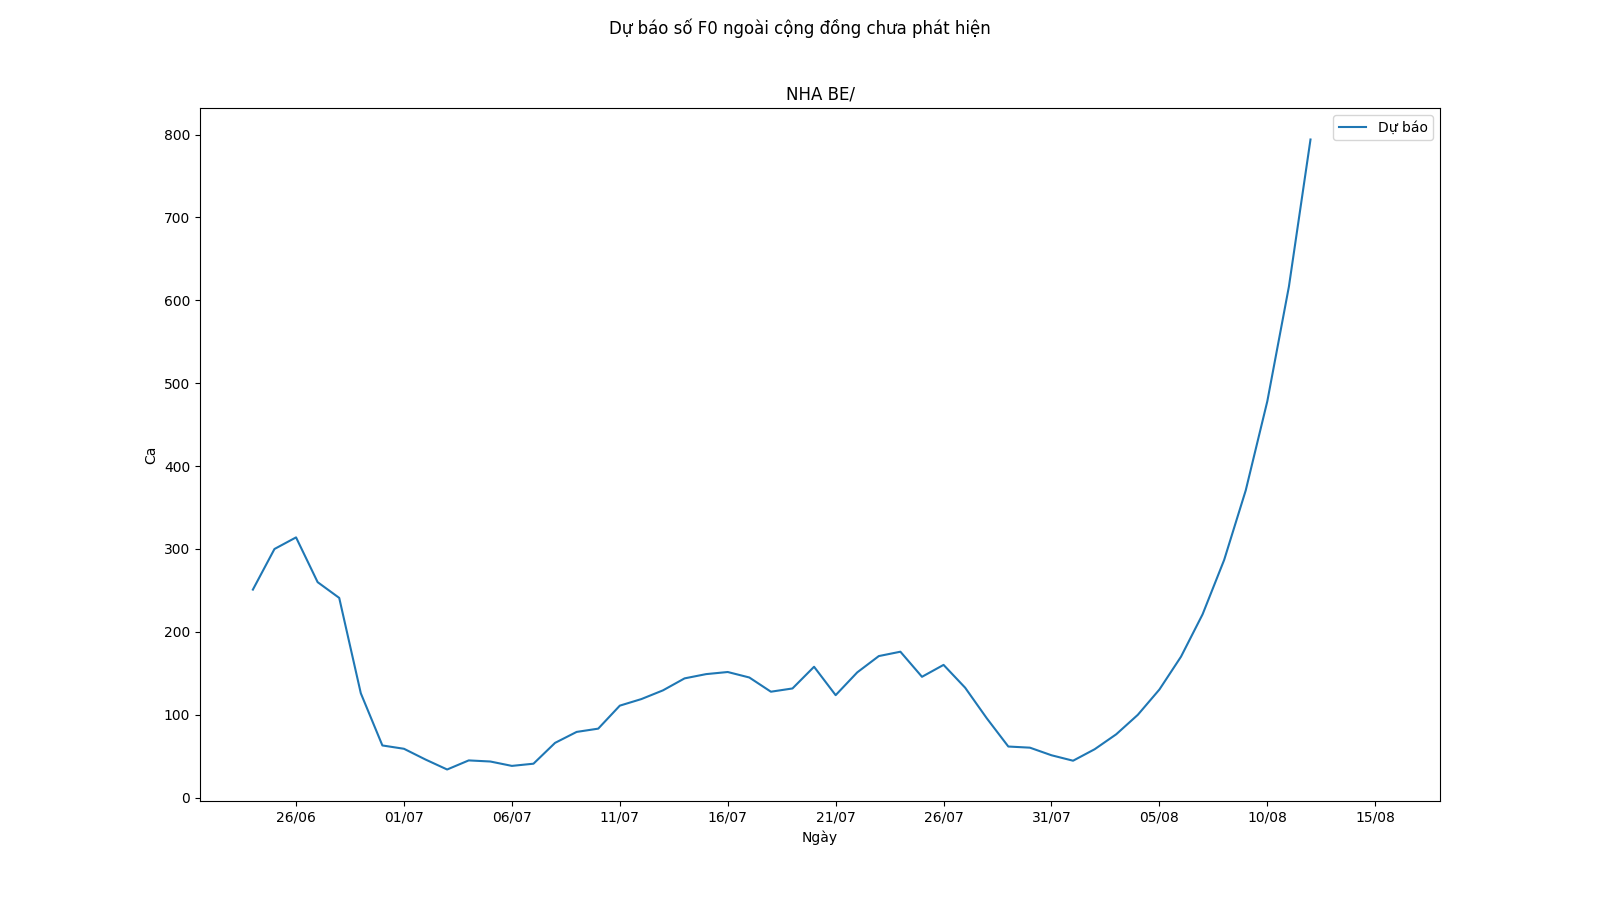 Dự báo số F0 ngoài cộng đồng chưa phát hiện
NHA BE/
Dự báo
800
700
600
500
400
300
200
100
0
Ca
26/06 01/07 06/07 11/07 16/07 21/07 26/07 31/07 05/08 10/08 15/08
Ngày